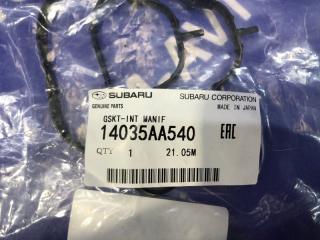 SUBARU
GENUINE PARTS
SUBARU CORPORATION
MADE IN JAPAN
GSKT-INT MANIF
14035AA540
EAC
QTY 1 21.05M